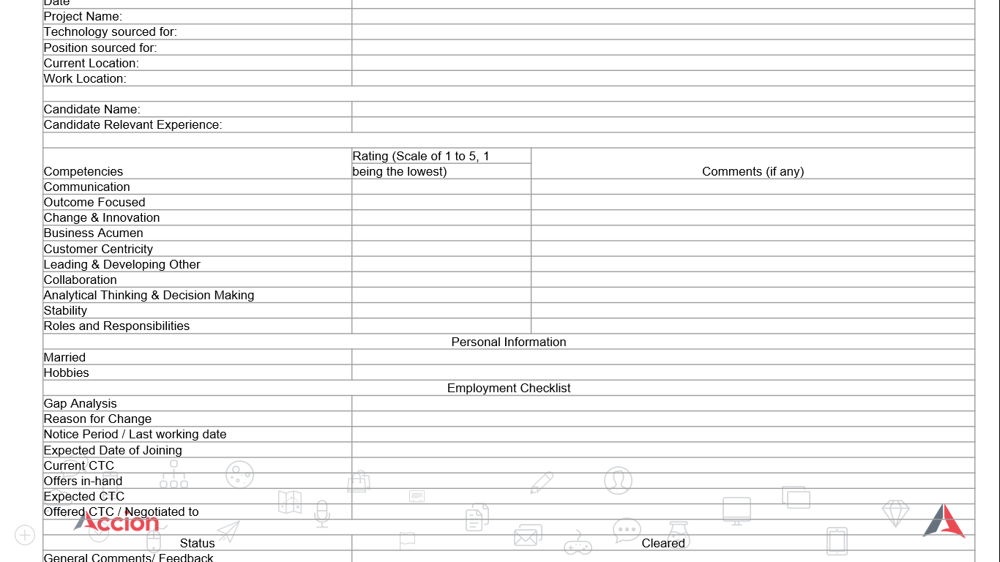 Date
Project Name:
Technology sourced for:
Position sourced for:
Current Location:
Work Location:
Candidate Name:
Candidate Relevant Experience:
Rating (Scale of 1 to 5, 1
Competencies being the lowest) Comments (if any)
Communication
Outcome Focused
Change & Innovation
Business Acumen
Customer Centricity
Leading & Developing Other
Collaboration
Analytical Thinking & Decision Making
Stability
Roles and Responsibilities
Personal Information
Married
Hobbies
Employment Checklist
Gap Analysis
Reason for Change
Notice Period / Last working date
Expected Date of Joining
Current CTC
Offers in-hand
Expected CTC
Offered CTC / Negotiated to
Accion
Status Cleared
General Comments/ Feedback